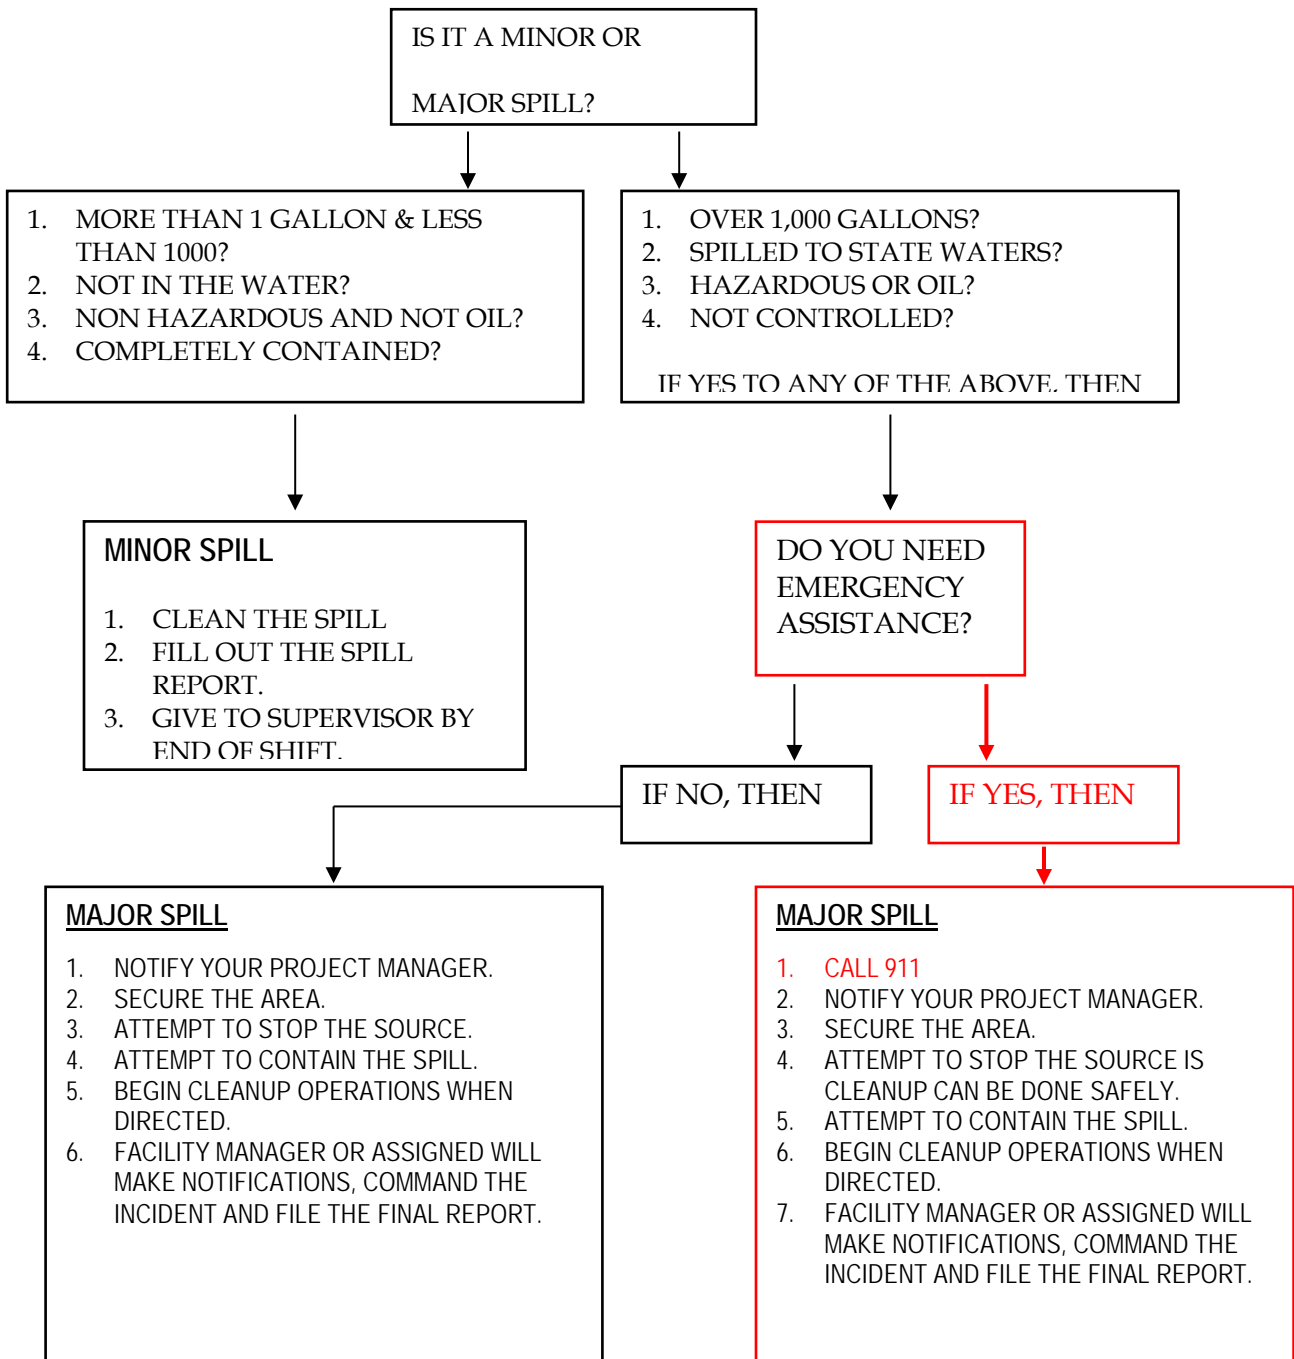 IS IT A MINOR OR
MAJOR SPILL?
1. MORE THAN 1 GALLON & LESS
THAN 1000?
2. NOT IN THE WATER?
3. NON HAZARDOUS AND NOT OIL?
4. COMPLETELY CONTAINED?
1. OVER 1,000 GALLONS?
2. SPILLED TO STATE WATERS?
3. HAZARDOUS OR OIL?
4. NOT CONTROLLED?
IF YES TO ANY OF THE ABOVE, THEN
MINOR SPILL
1. CLEAN THE SPILL
2. FILL OUT THE SPILL
REPORT.
3. GIVE TO SUPERVISOR BY
END OF SHIFT.
DO YOU NEED
EMERGENCY
ASSISTANCE?
IF NO, THEN
IF YES, THEN
MAJOR SPILL
1. NOTIFY YOUR PROJECT MANAGER.
2. SECURE THE AREA.
3. ATTEMPT TO STOP THE SOURCE.
4. ATTEMPT TO CONTAIN THE SPILL.
5. BEGIN CLEANUP OPERATIONS WHEN
DIRECTED.
6. FACILITY MANAGER OR ASSIGNED WILL
MAKE NOTIFICATIONS, COMMAND THE
INCIDENT AND FILE THE FINAL REPORT.
MAJOR SPILL
1. CALL 911
2. NOTIFY YOUR PROJECT MANAGER.
3. SECURE THE AREA.
4. ATTEMPT TO STOP THE SOURCE IS
CLEANUP CAN BE DONE SAFELY.
5. ATTEMPT TO CONTAIN THE SPILL.
6. BEGIN CLEANUP OPERATIONS WHEN
DIRECTED.
7. FACILITY MANAGER OR ASSIGNED WILL
MAKE NOTIFICATIONS, COMMAND THE
INCIDENT AND FILE THE FINAL REPORT.